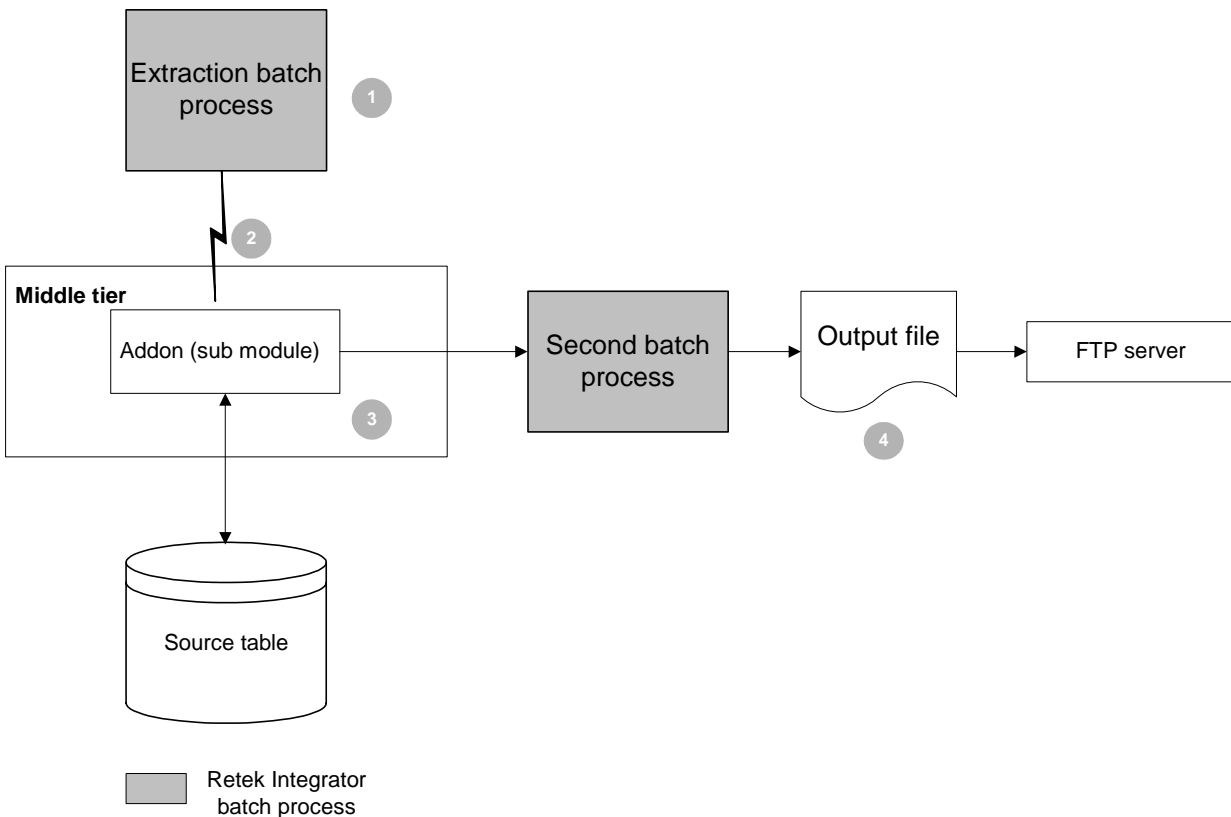 Extraction batch
process
1
2
Middle tier
Addon (sub module)
3
Second batch
process
Output file
4
FTP server
Source table
Retek Integrator
batch process